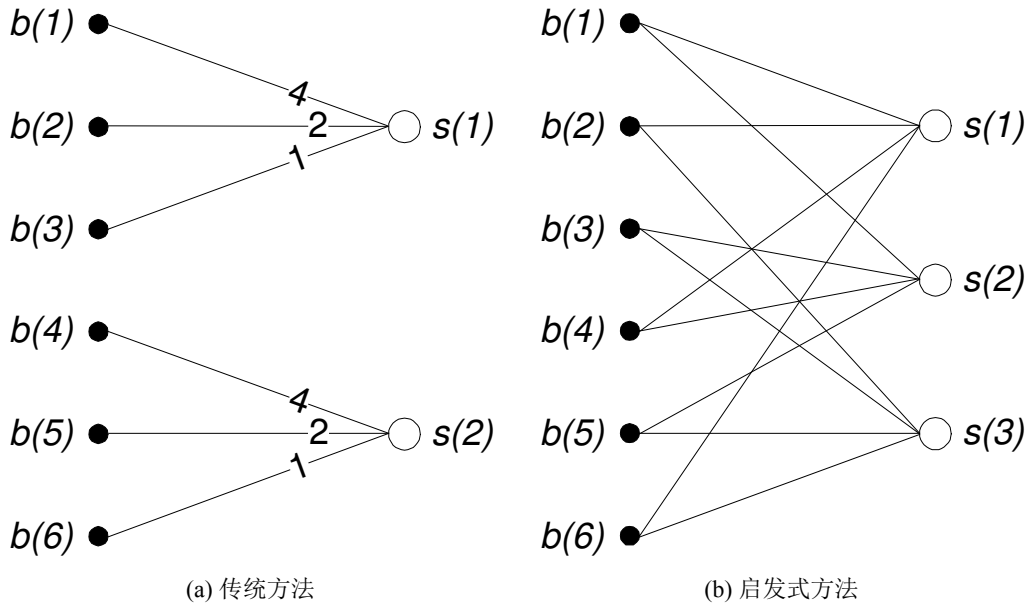 b(1)
b(2)
b(3)
b(4)
b(5)
b(6)
4
2
1
4
2
1
s(1)
s(2)
(a) 传统方法
b(1)
b(2)
b(3)
b(4)
b(5)
b(6)
s(1)
s(2)
s(3)
(b) 启发式方法